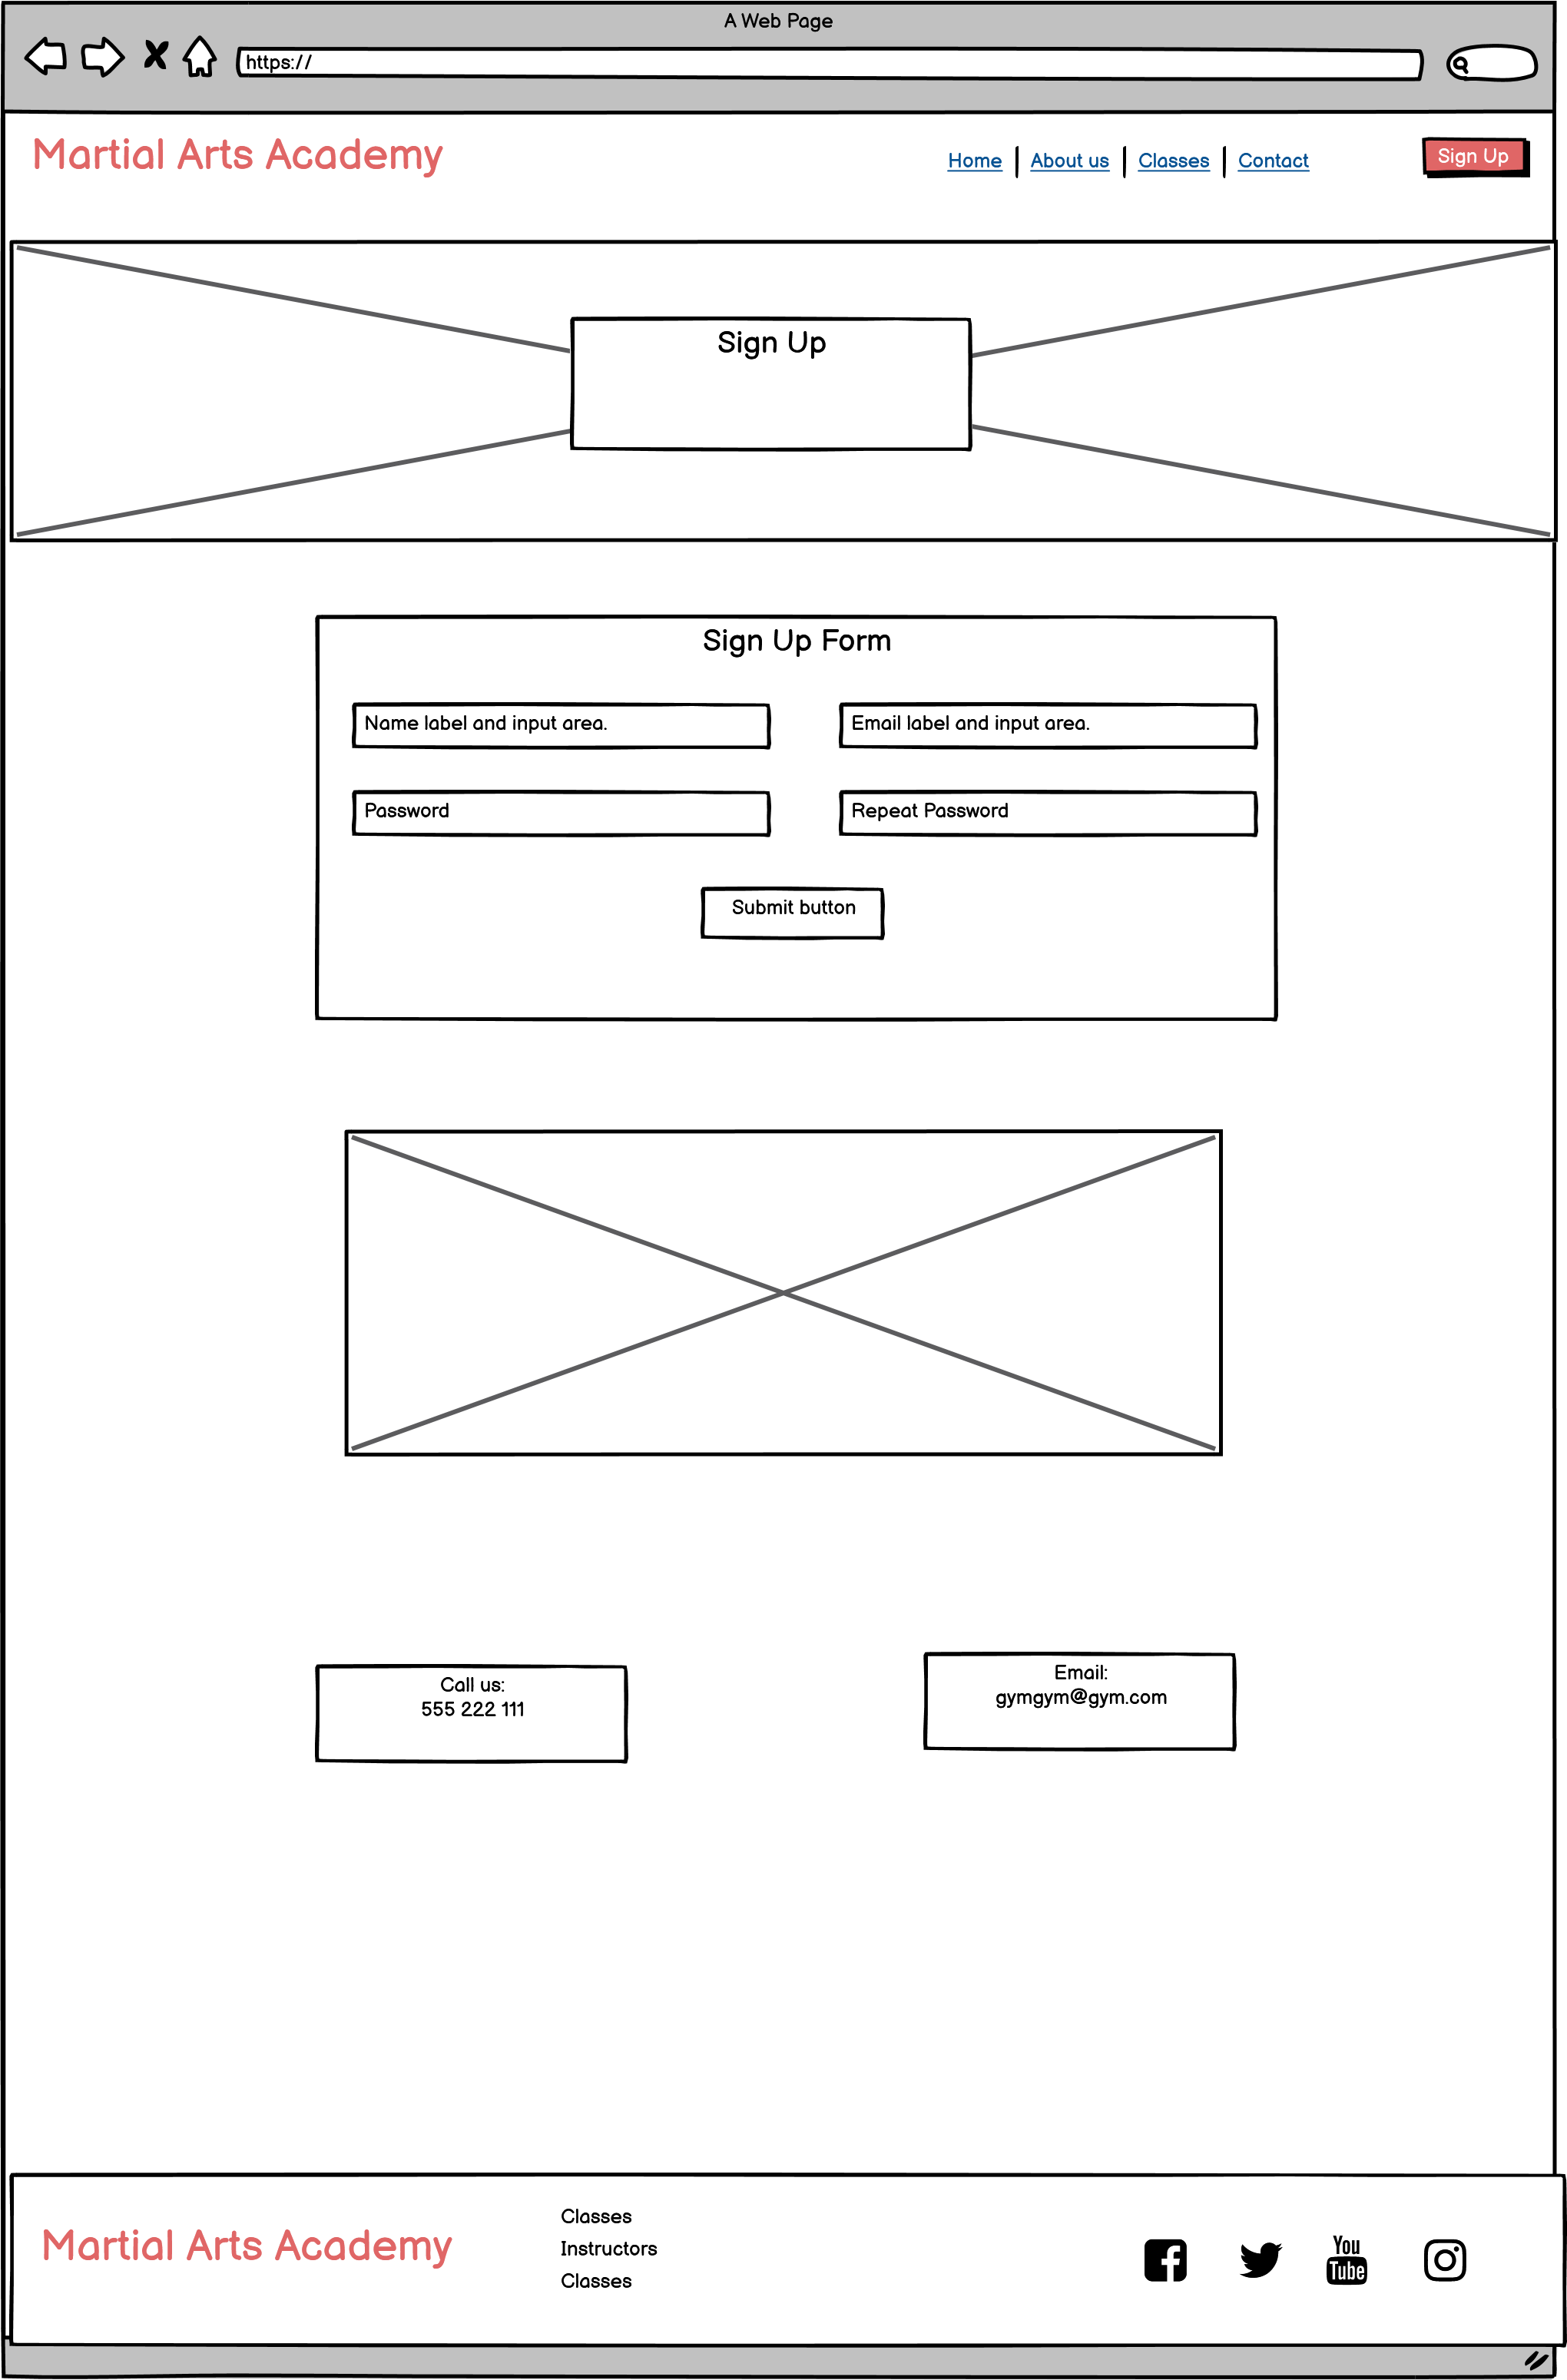 A Web Page
https://
Martial Arts Academy
Home
About us
Classes
Contact
Sign Up
Sign Up
Sign Up Form
Name label and input area.
Email label and input area.
Password
Repeat Password
Submit button
Call us:
555 222 111
Email:
gymgym@gym.com
Martial Arts Academy
Classes
Instructors
Classes
You
Tube